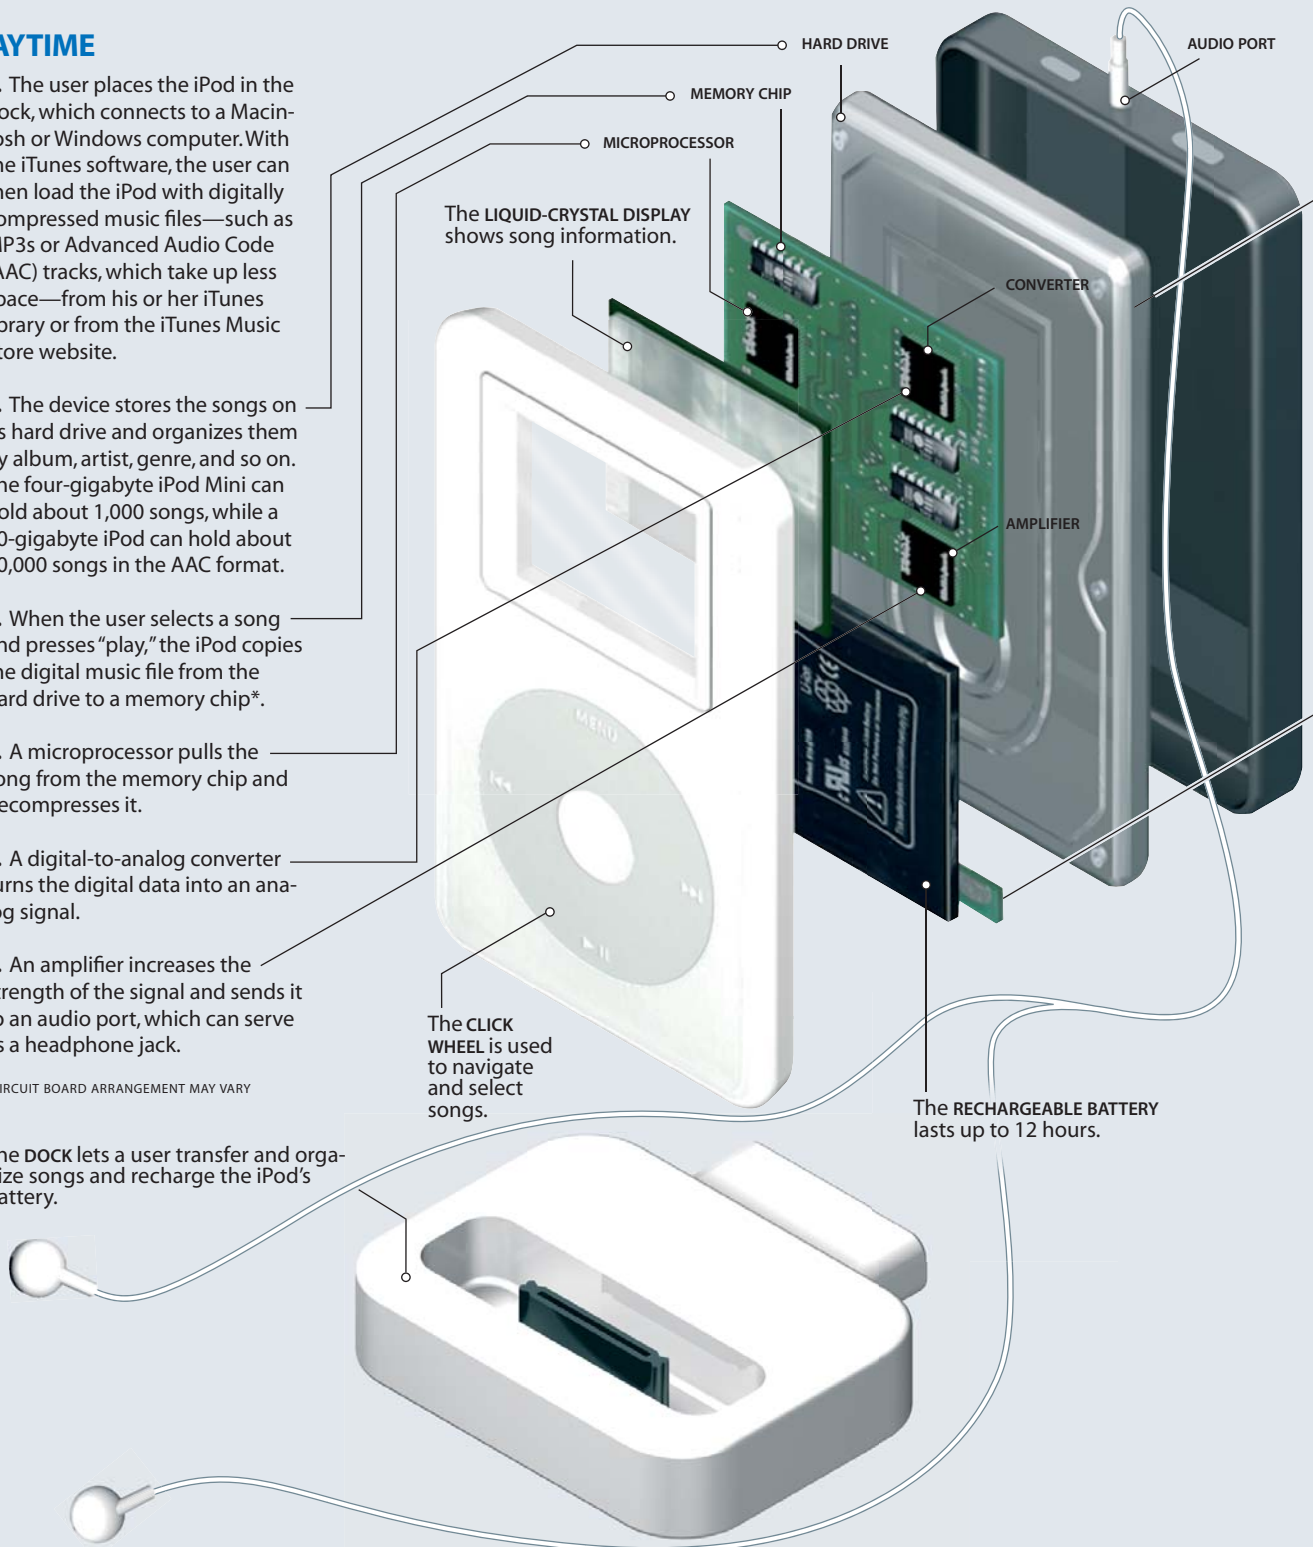 AYTIME
. The user places the iPod in the
ock, which connects to a Macin-
osh or Windows computer. With
he iTunes software, the user can
hen load the iPod with digitally
ompressed music files—such as
MP3s or Advanced Audio Code
AAC) tracks, which take up less
pace—from his or her iTunes
brary or from the iTunes Music
tore website.
. The device stores the songs on
s hard drive and organizes them
y album, artist, genre, and so on.
he four-gigabyte iPod Mini can
old about 1,000 songs, while a
0-gigabyte iPod can hold about
0,000 songs in the AAC format.
. When the user selects a song
nd presses “play,” the iPod copies
he digital music file from the
ard drive to a memory chip*.
. A microprocessor pulls the
ong from the memory chip and
ecompresses it.
. A digital-to-analog converter
urns the digital data into an ana-
og signal.
. An amplifier increases the
trength of the signal and sends it
o an audio port, which can serve
s a headphone jack.
IRCUIT BOARD ARRANGEMENT MAY VARY
he DOCK lets a user transfer and orga-
ize songs and recharge the iPod’s
attery.
HARD DRIVE
MEMORY CHIP
MICROPROCESSOR
AUDIO PORT
The LIQUID-CRYSTAL DISPLAY
shows song information.
CONVERTER
AMPLIFIER
MENU
Li-ion
The CLICK
WHEEL is used
to navigate
and select
songs.
The RECHARGEABLE BATTERY
lasts up to 12 hours.